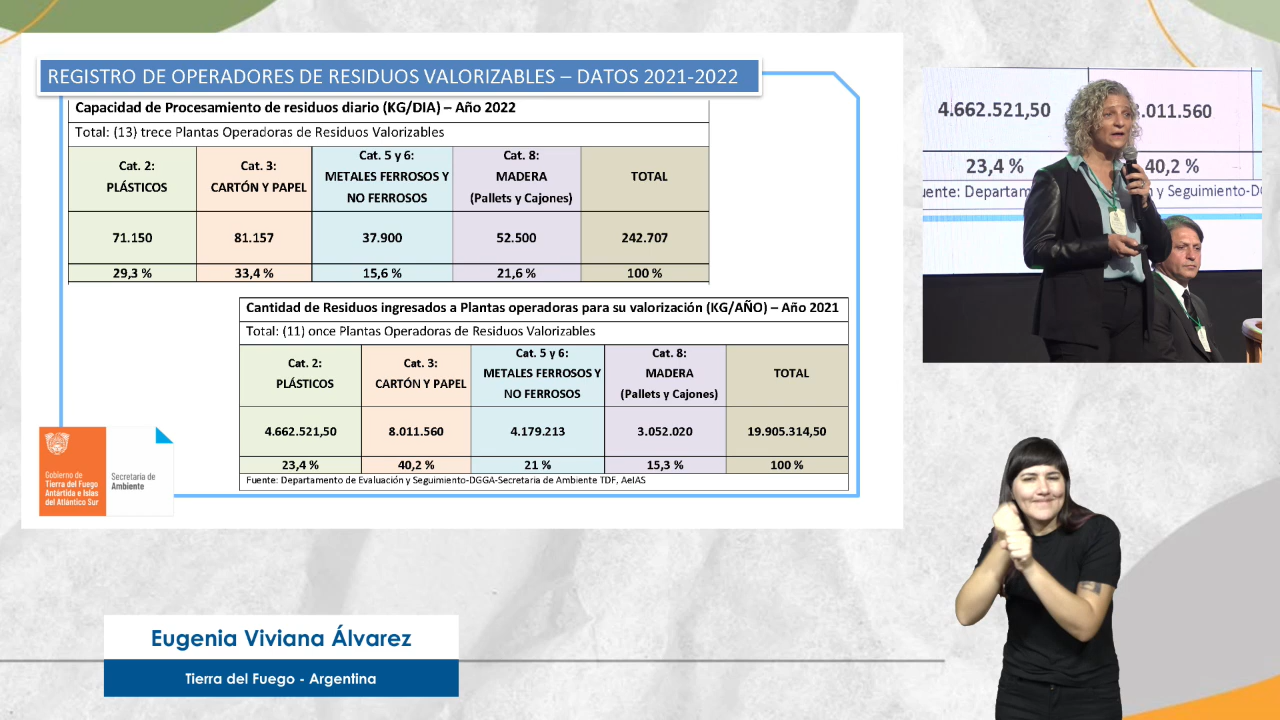 REGISTRO DE OPERADORES DE RESIDUOS VALORIZABLES – DATOS 2021-2022
Capacidad de Procesamiento de residuos diario (KG/DIA) – Año 2022
Total: (13) trece Plantas Operadoras de Residuos Valorizables
Cat. 2:
PLÁSTICOS
Cat. 3:
CARTÓN Y PAPEL
Cat. 5 y 6:
METALES FERROSOS Y
NO FERROSOS
Cat. 8:
MADERA
(Pallets y Cajones)
TOTAL
71.150
81.157
37.900
52.500
242.707
29,3 %
33,4 %
15,6 %
21,6 %
100 %
Cantidad de Residuos ingresados a Plantas operadoras para su valorización (KG/AÑO) – Año 2021
Total: (11) once Plantas Operadoras de Residuos Valorizables
Cat. 2:
PLÁSTICOS
Cat. 3:
CARTÓN Y PAPEL
Cat. 5 y 6:
METALES FERROSOS Y
NO FERROSOS
Cat. 8:
MADERA
(Pallets y Cajones)
TOTAL
4.662.521,50
8.011.560
4.179.213
3.052.020
19.905.314,50
23,4 %
40,2 %
21 %
15,3 %
100 %
Fuente: Departamento de Evaluación y Seguimiento-DGGA-Secretaria de Ambiente TDF, AeIAS
Gobierno de
Tierra del Fuego
Antártida e Islas
del Atlántico Sur
Secretaría de
Ambiente
4.662.521,50
.011.560
23,4 %
40,2 %
uente: Departam
n y Seguimiento-DG
Eugenia Viviana Álvarez
Tierra del Fuego - Argentina